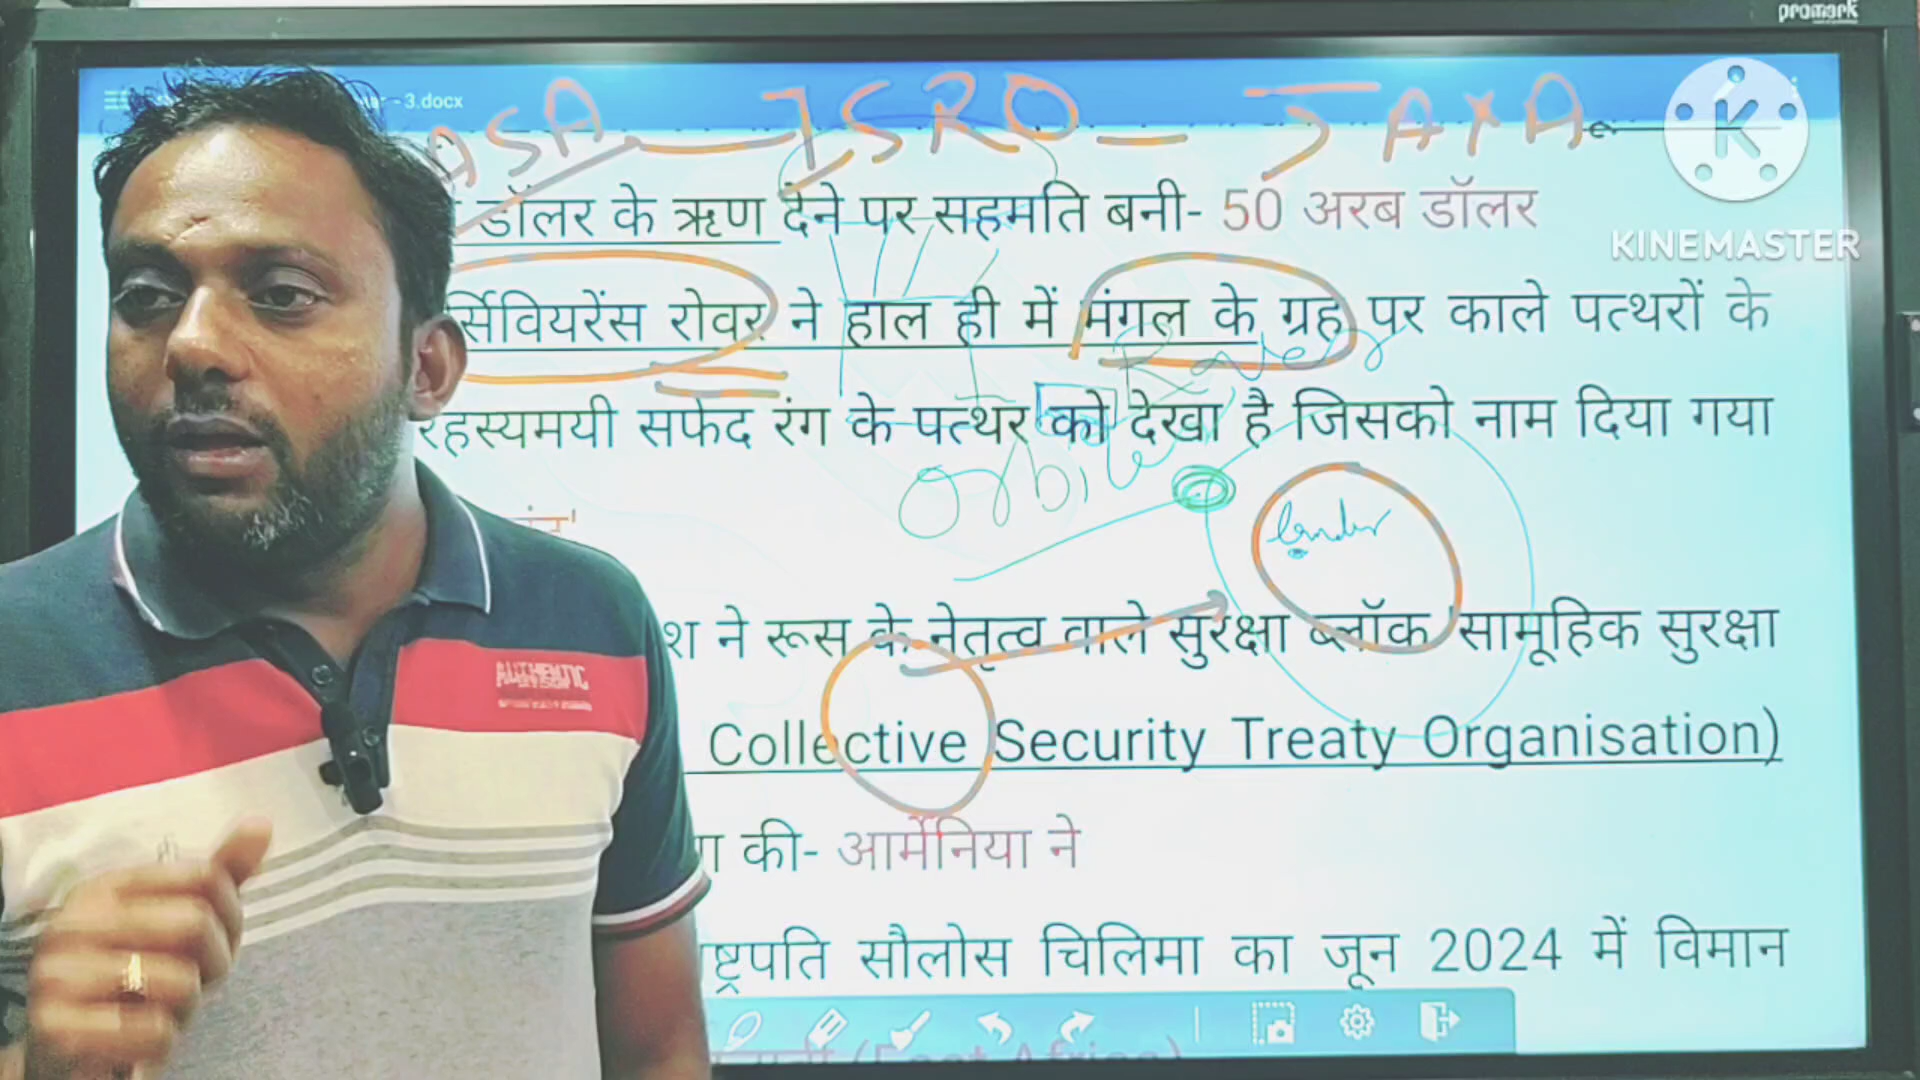 promark
- 3.docx
ASA - ISRO - JAXA
डॉलर के ऋण देने पर सहमति बनी- 50 अरब डॉलर
KINEMASTER
र्सिवियरेंस रोवर ने हाल ही में मंगल के ग्रह पर काले पत्थरों के
Rover
रहस्यमयी सफेद रंग के पत्थर को देखा है जिसको नाम दिया गया
lander
श ने रूस के नेतृत्व वाले सुरक्षा ब्लॉक 'सामूहिक सुरक्षा
AUTHENTIC
Collective Security Treaty Organisation)
की- आर्मेनिया ने
ष्ट्रपति सौलोस चिलिमा का जून 2024 में विमान